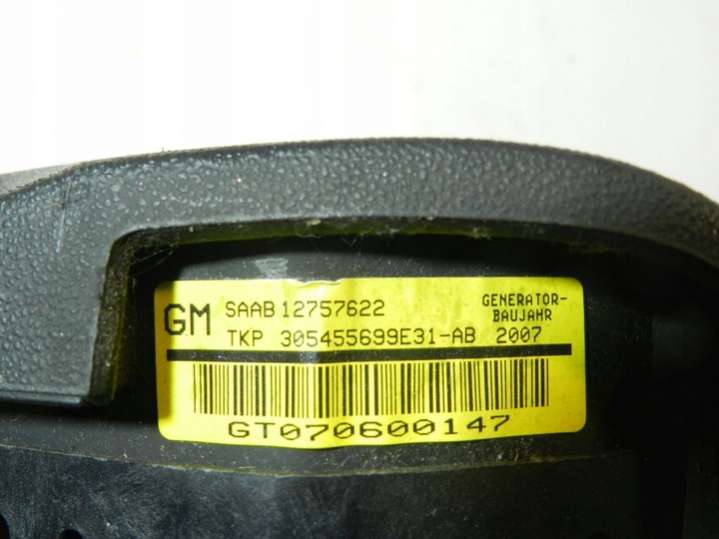 GM SAAB 12757622 GENERATOR-
BAUJAHR
TKP 305455699E31-AB 2007
GT070600147